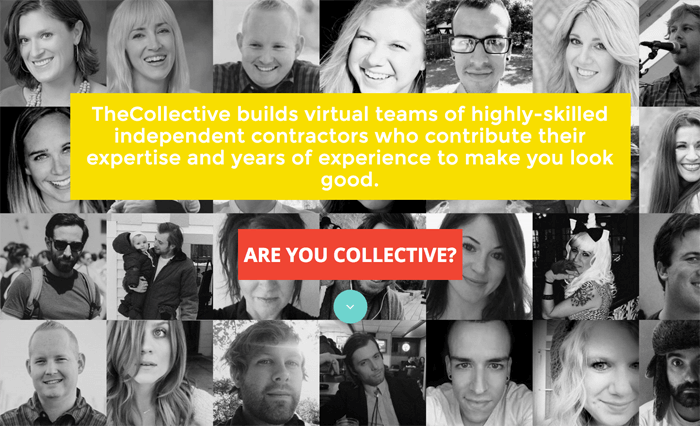 TheCollective builds virtual teams of highly-skilled
independent contractors who contribute their
expertise and years of experience to make you look
good.
ARE YOU COLLECTIVE?